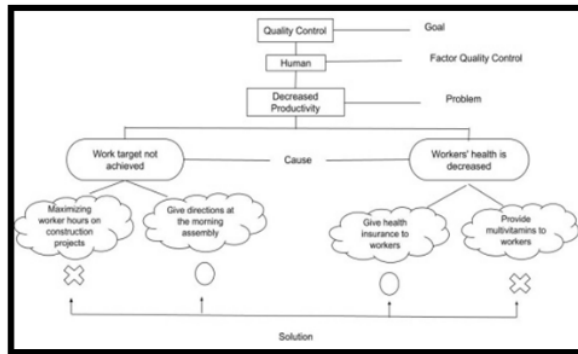 Quality Control
Goal
Human
Factor Quality Control
Decreased
Productivity
Problem
Work target not
achieved
Cause
Workers' health is
decreased
Maximizing
worker hours on
construction
projects
Give directions at
the morning
assembly
Give health
insurance to
workers
Provide
multivitamins to
workers
Solution